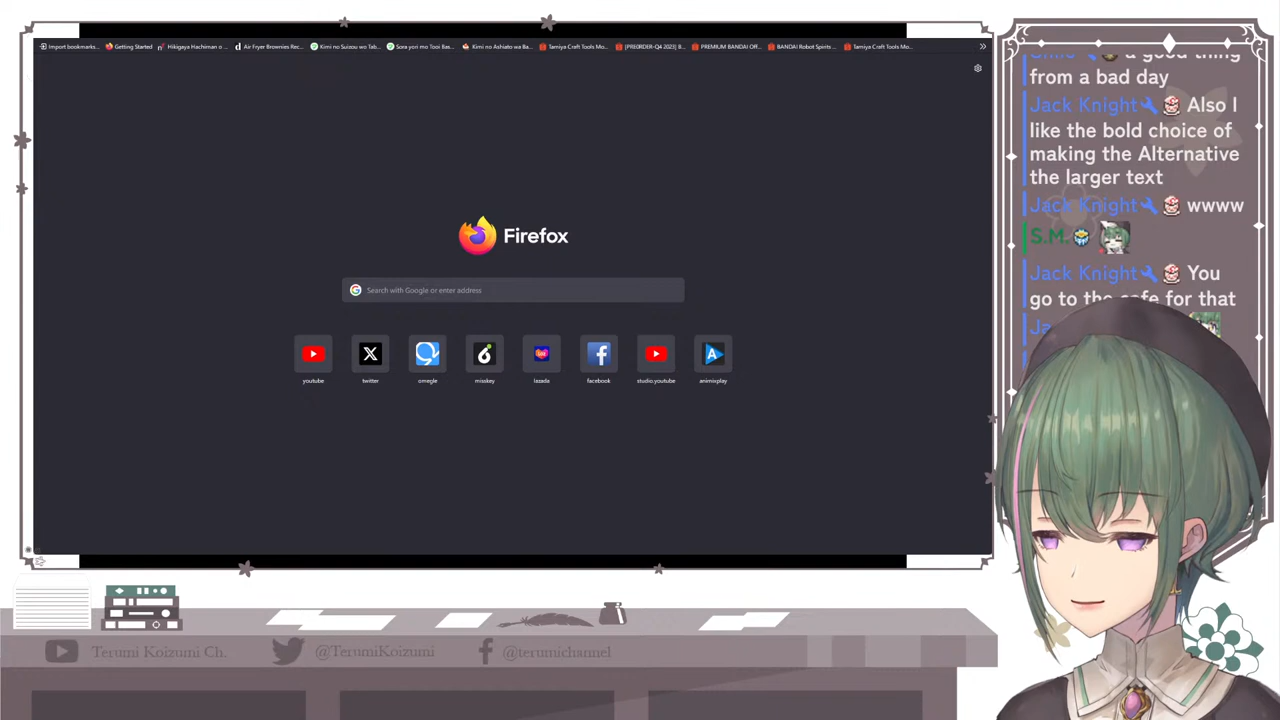 Import bookmarks...
Getting Started
Hikigaya Hachiman o ...
Air Fryer Brownies Rec...
Kimi no Suizou wo Tab...
Sora yori mo Tooi Bas...
Kimi no Ashiato wa Ba...
Tamiya Craft Tools Mo...
[PREORDER-Q4 2023] B...
PREMIUM BANDAI Off...
BANDAI Robot Spirits ...
Tamiya Craft Tools Mo...
Firefox
Search with Google or enter address
youtube
twitter
omegle
misskey
lazada
facebook
studio.youtube
animixplay
a good thing
from a bad day
Jack Knight Also I
like the bold choice of
making the Alternative
the larger text
Jack Knight wwww
S.M.
Jack Knight You
go to the cafe for that
Terumi Koizumi Ch.
@TerumiKoizumi
@terumichannel